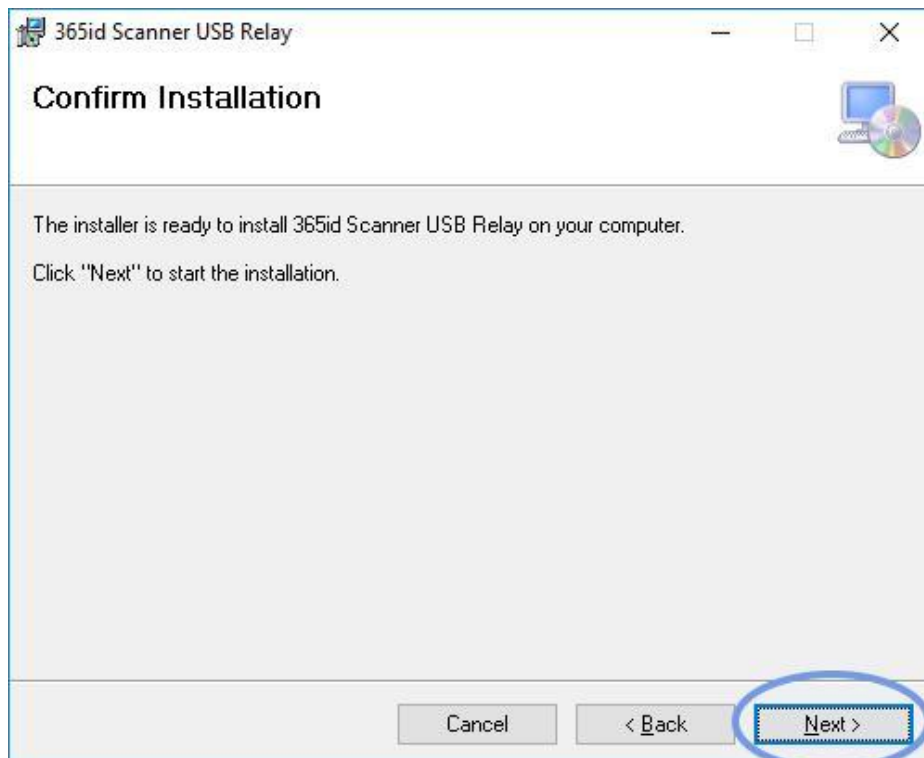 365id Scanner USB Relay
Confirm Installation
The installer is ready to install 365id Scanner USB Relay on your computer.
Click "Next" to start the installation.
Cancel
< Back
Next >